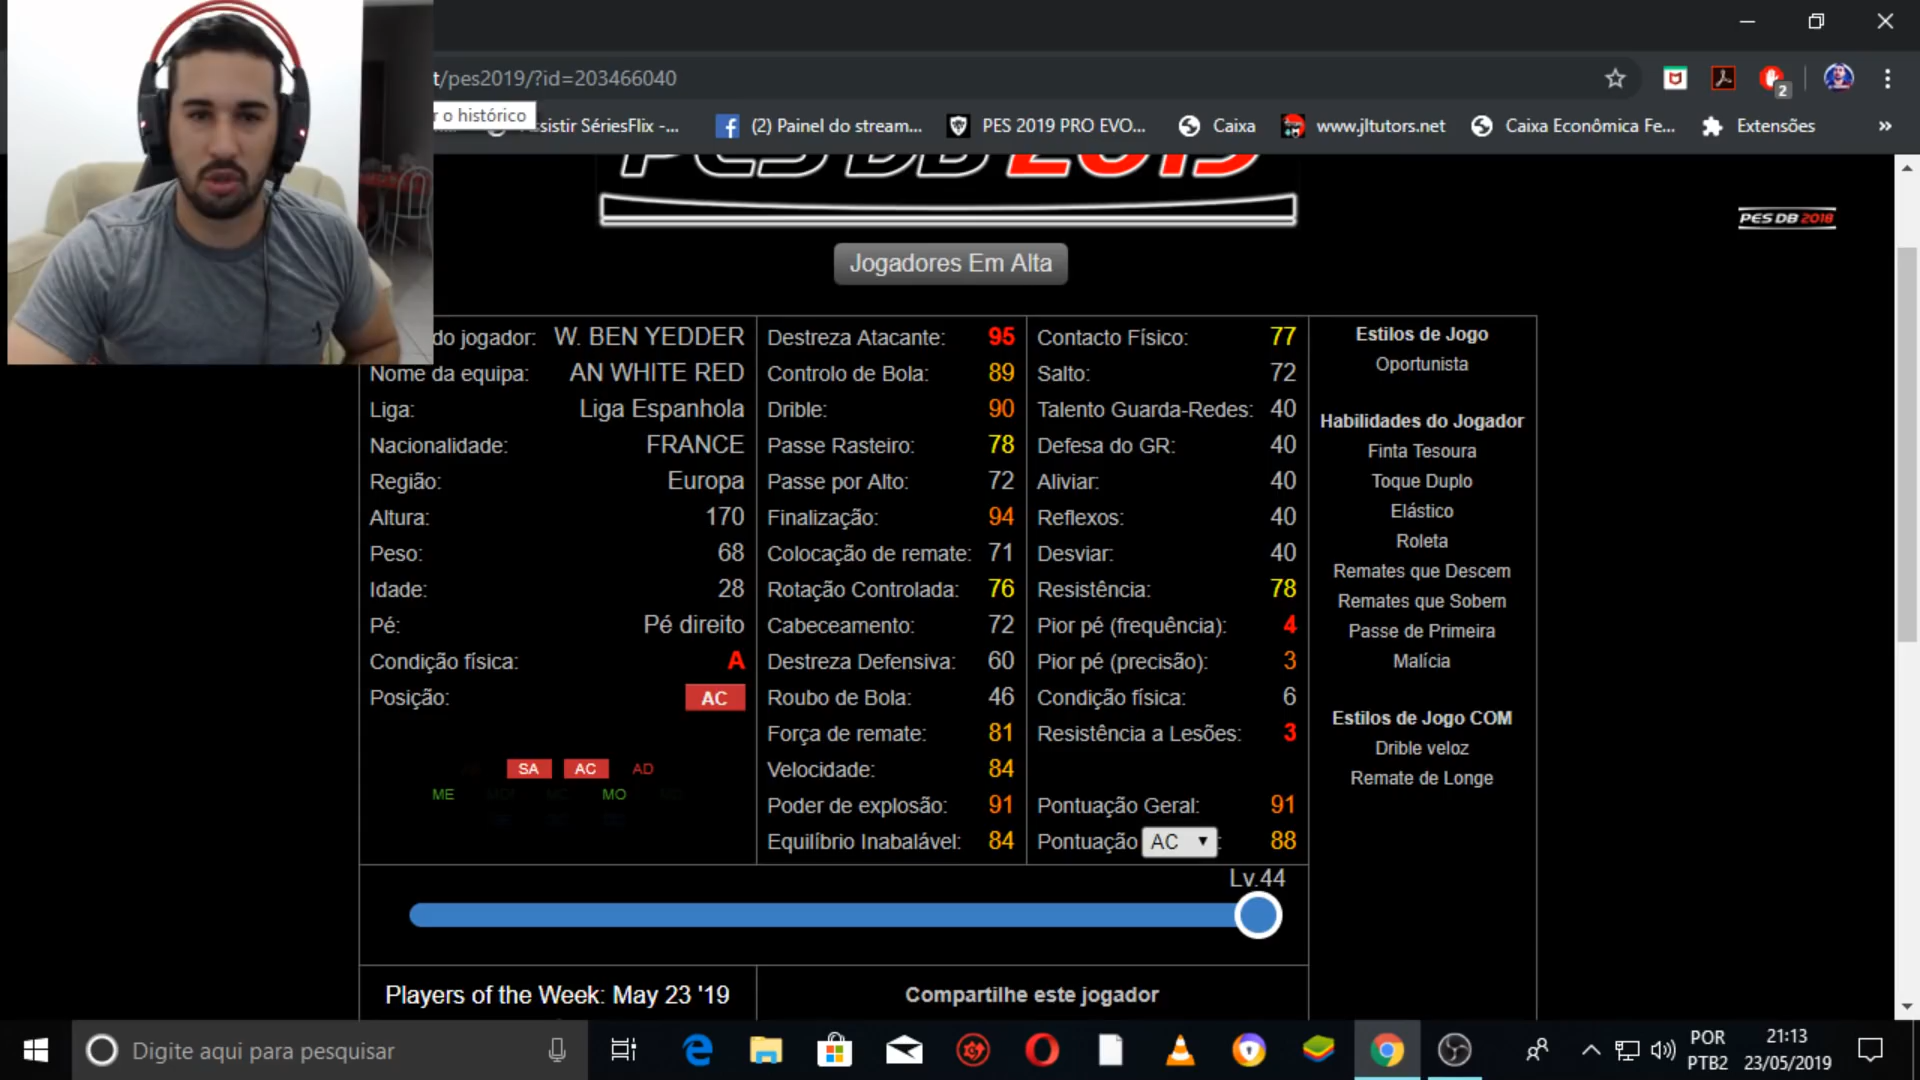 t/pes2019/?id=203466040
2
r o histórico
ssistir SériesFlix -...
(2) Painel do stream...
PES 2019 PRO EVO...
Caixa
www.jltutors.net
Caixa Econômica Fe...
Extensões
»
PES DB 2019
PES DB 2018
Jogadores Em Alta
do jogador: W. BEN YEDDER
Nome da equipa: AN WHITE RED
Liga: Liga Espanhola
Nacionalidade: FRANCE
Região: Europa
Altura: 170
Peso: 68
Idade: 28
Pé: Pé direito
Condição física: A
Posição: AC
SA AC AD
ME MO
Destreza Atacante: 95
Controlo de Bola: 89
Drible: 90
Passe Rasteiro: 78
Passe por Alto: 72
Finalização: 94
Colocação de remate: 71
Rotação Controlada: 76
Cabeceamento: 72
Destreza Defensiva: 60
Roubo de Bola: 46
Força de remate: 81
Velocidade: 84
Poder de explosão: 91
Equilíbrio Inabalável: 84
Contacto Físico: 77
Salto: 72
Talento Guarda-Redes: 40
Defesa do GR: 40
Aliviar: 40
Reflexos: 40
Desviar: 40
Resistência: 78
Pior pé (frequência): 4
Pior pé (precisão): 3
Condição física: 6
Resistência a Lesões: 3
Pontuação Geral: 91
Pontuação AC : 88
Estilos de Jogo
Oportunista
Habilidades do Jogador
Finta Tesoura
Toque Duplo
Elástico
Roleta
Remates que Descem
Remates que Sobem
Passe de Primeira
Malícia
Estilos de Jogo COM
Drible veloz
Remate de Longe
Lv.44
Players of the Week: May 23 '19
Compartilhe este jogador
Digite aqui para pesquisar
POR
PTB2
21:13
23/05/2019